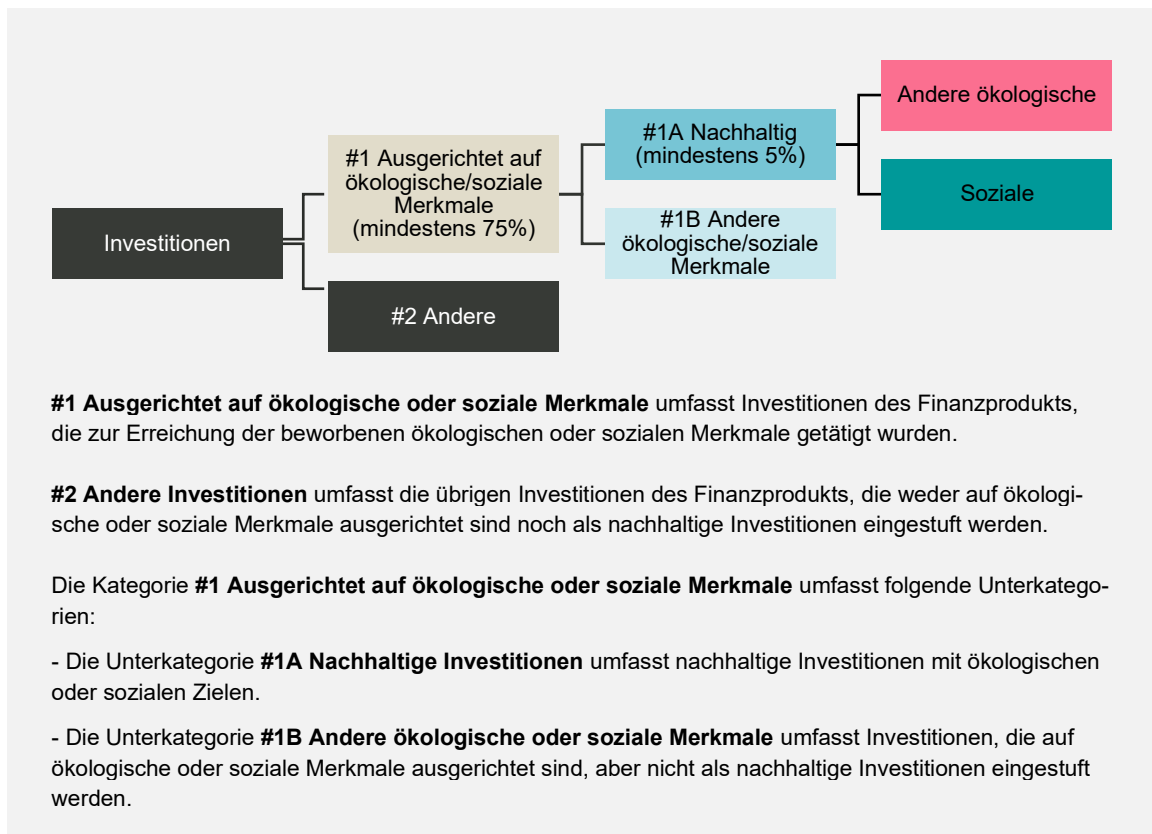 Andere ökologische
#1A Nachhaltig
(mindestens 5%)
#1 Ausgerichtet auf
ökologische/soziale
Merkmale
(mindestens 75%)
Soziale
#1B Andere
ökologische/soziale
Merkmale
Investitionen
#2 Andere
#1 Ausgerichtet auf ökologische oder soziale Merkmale umfasst Investitionen des Finanzprodukts,
die zur Erreichung der beworbenen ökologischen oder sozialen Merkmale getätigt wurden.
#2 Andere Investitionen umfasst die übrigen Investitionen des Finanzprodukts, die weder auf ökologi-
sche oder soziale Merkmale ausgerichtet sind noch als nachhaltige Investitionen eingestuft werden.
Die Kategorie #1 Ausgerichtet auf ökologische oder soziale Merkmale umfasst folgende Unterkatego-
rien:
- Die Unterkategorie #1A Nachhaltige Investitionen umfasst nachhaltige Investitionen mit ökologischen
oder sozialen Zielen.
- Die Unterkategorie #1B Andere ökologische oder soziale Merkmale umfasst Investitionen, die auf
ökologische oder soziale Merkmale ausgerichtet sind, aber nicht als nachhaltige Investitionen eingestuft
werden.